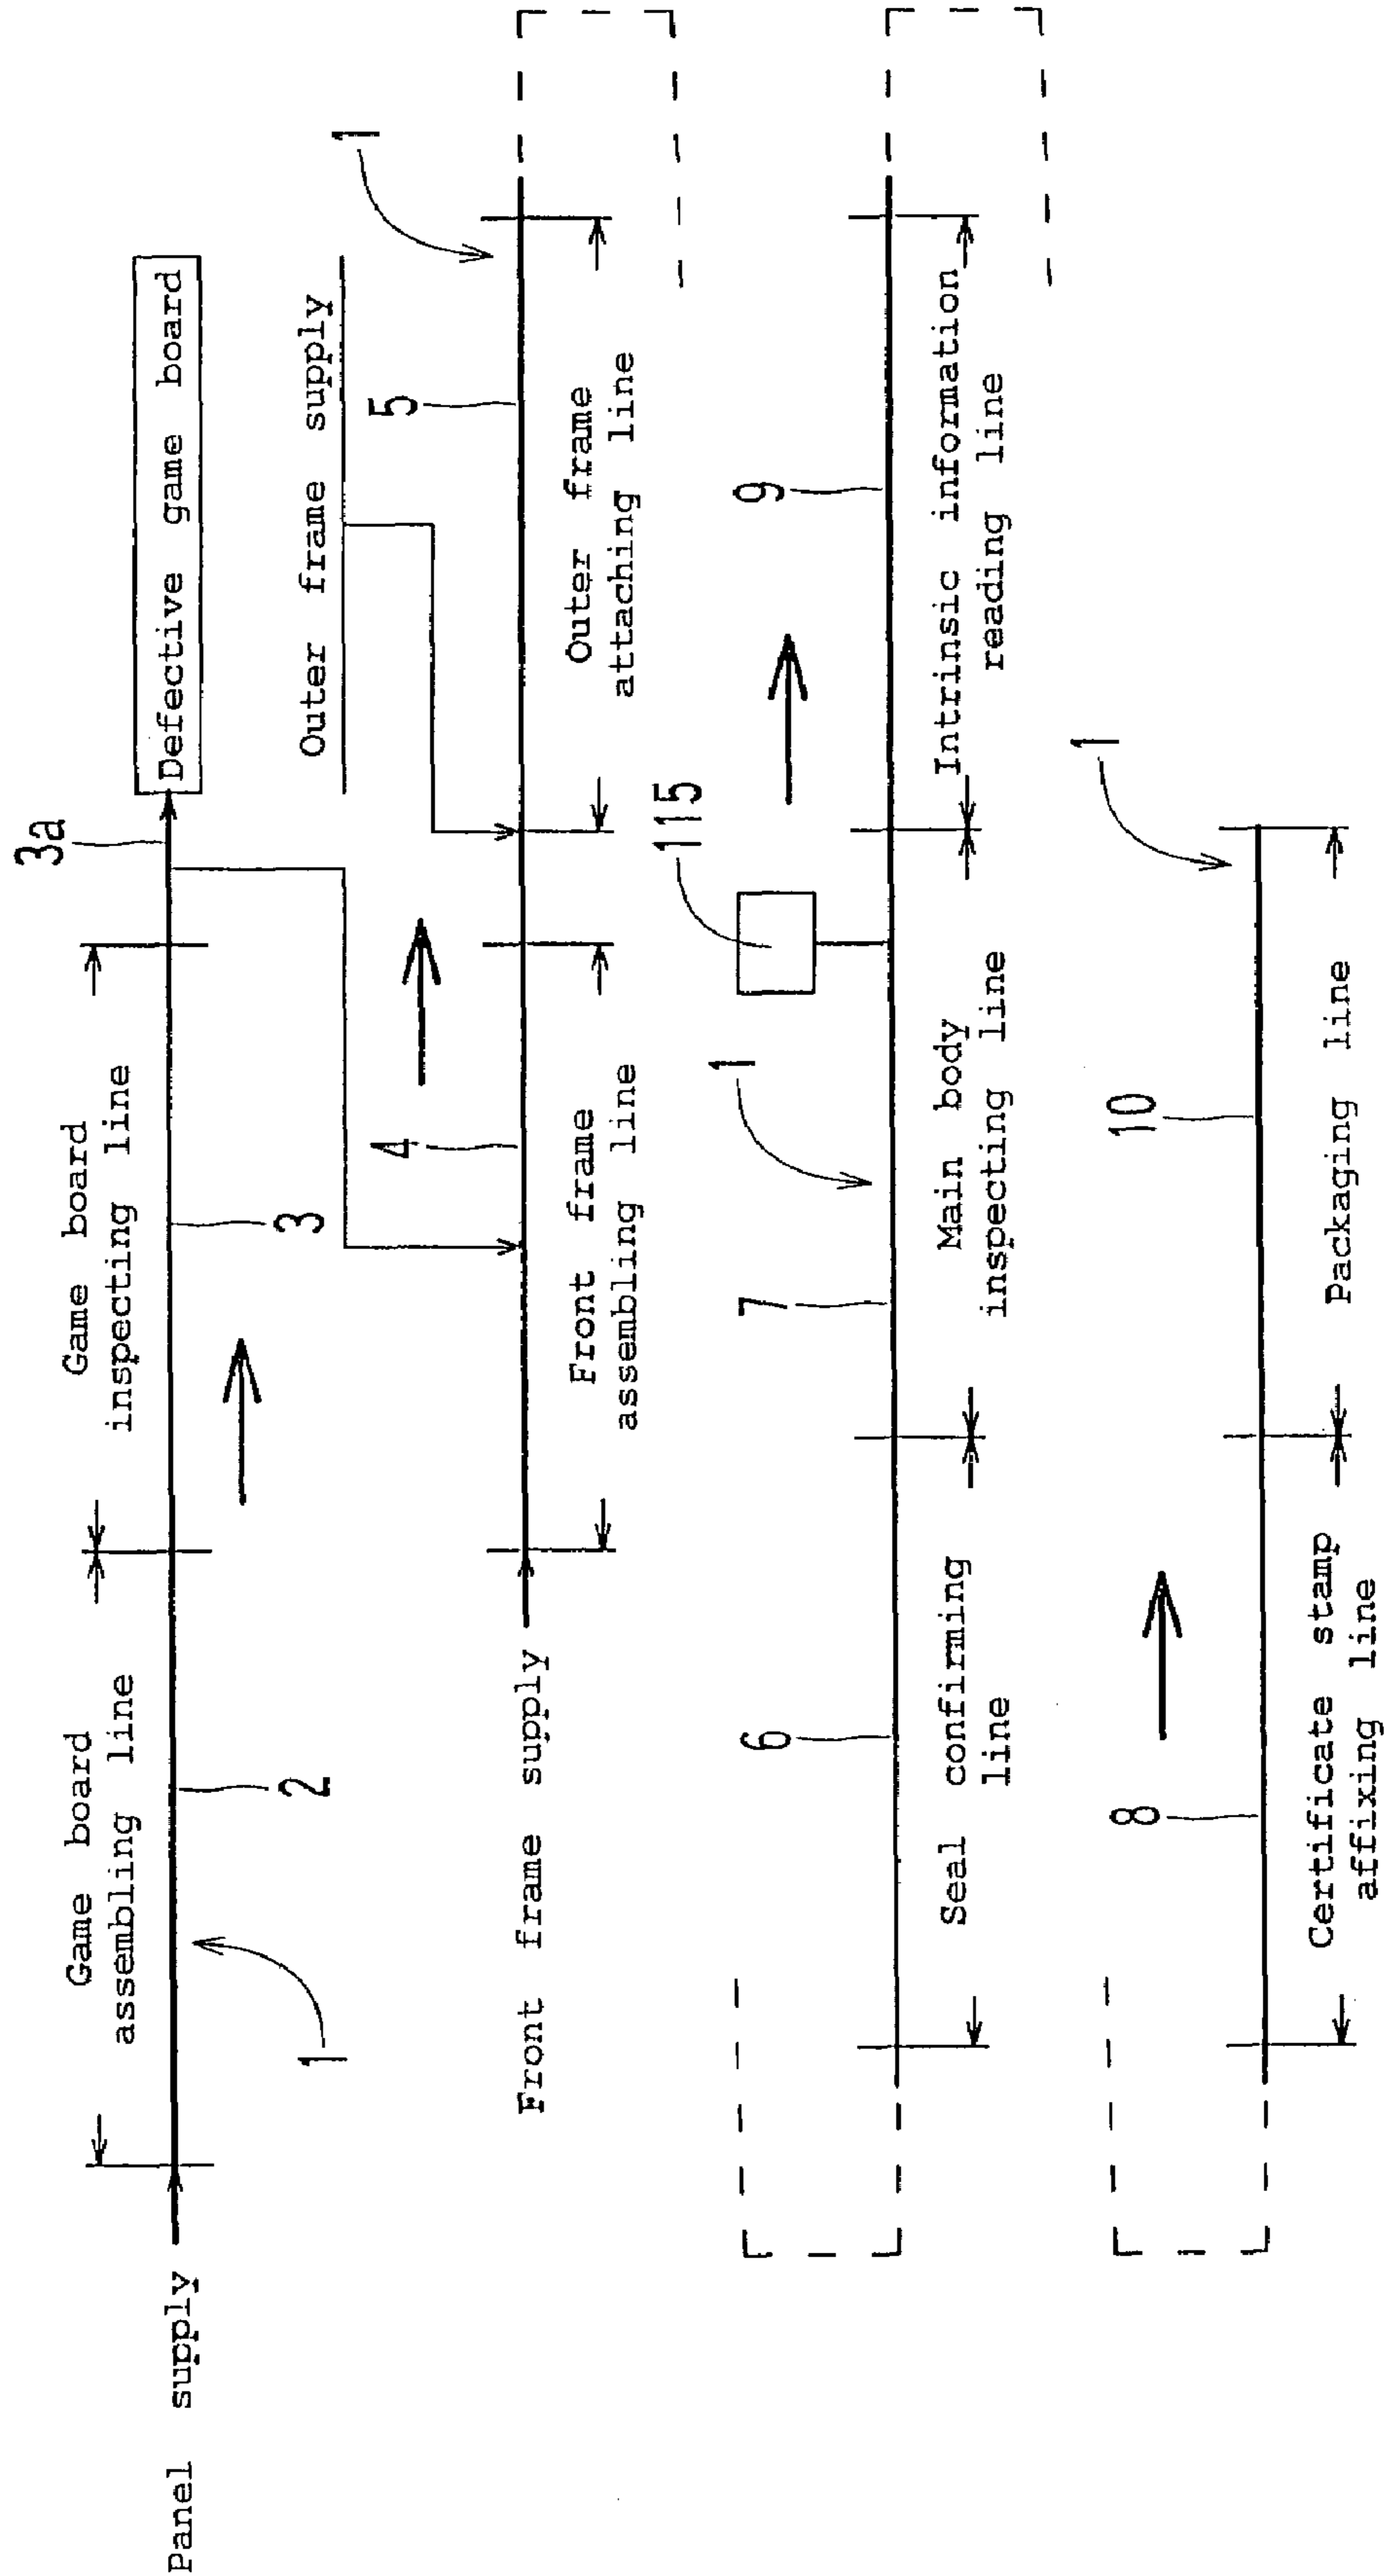 Panel supply
Game board
assembling line
Game board
inspecting line
3a
Defective game board
1
2
3
Outer frame supply
Front frame supply
4
5
1
Front frame
assembling line
Outer frame
attaching line
6
7
1
115
9
Seal confirming
line
Main body
inspecting line
Intrinsic information
reading line
8
10
1
Certificate stamp
affixing line
Packaging line